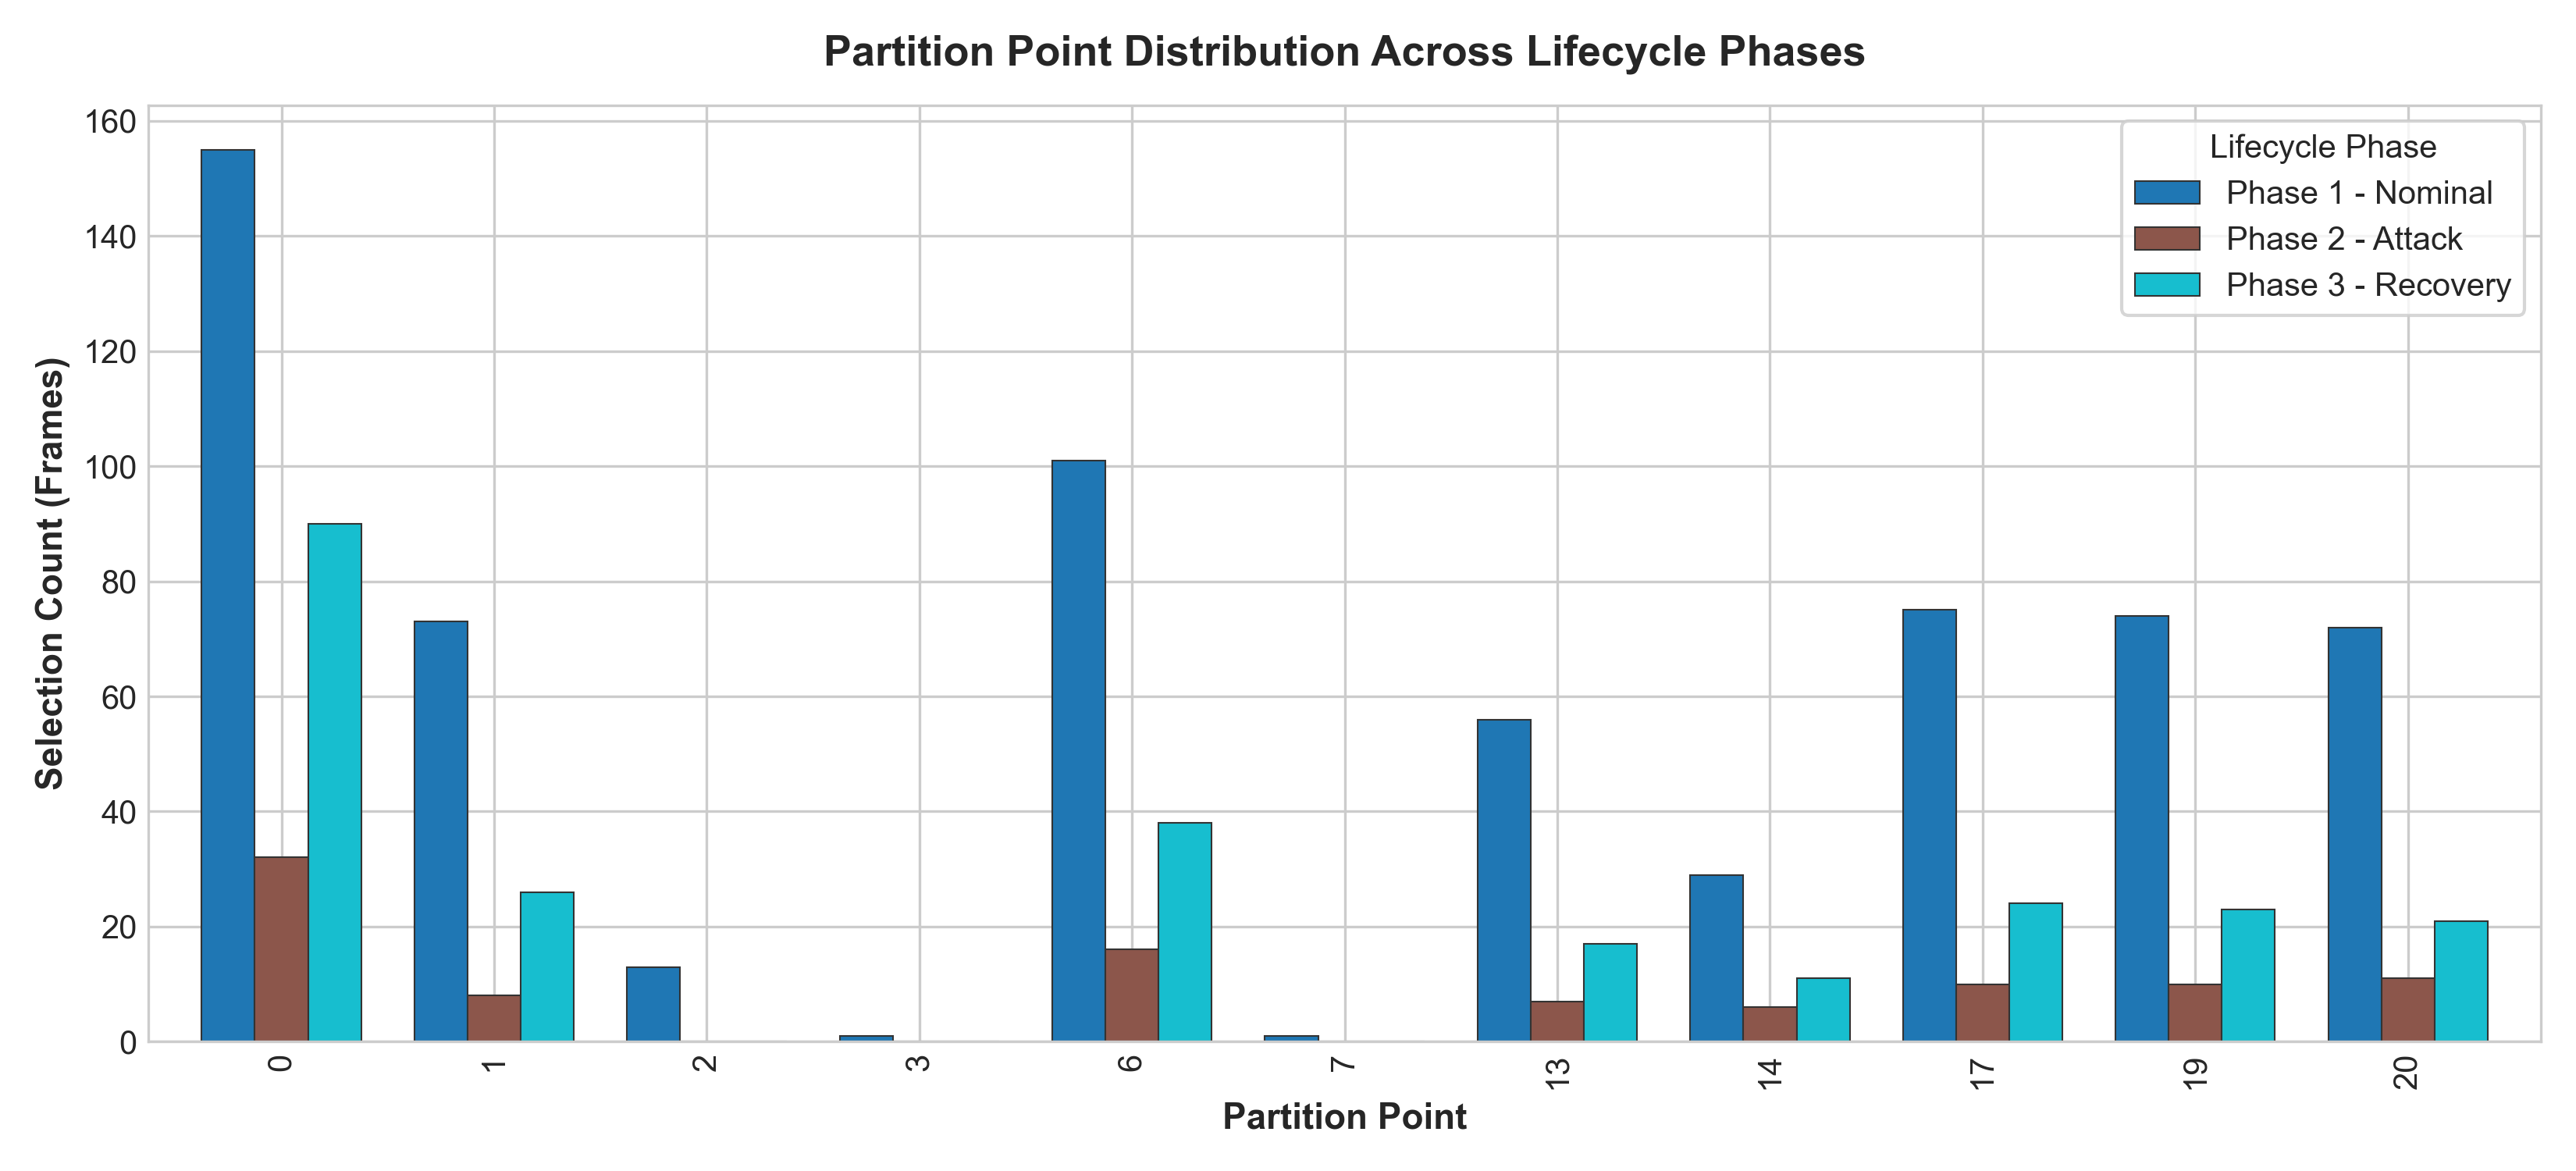 Partition Point Distribution Across Lifecycle Phases
Selection Count (Frames)
160
140
120
100
80
60
40
20
0
Lifecycle Phase
Phase 1 - Nominal
Phase 2 - Attack
Phase 3 - Recovery
0 1 2 3 6 7 13 14 17 19 20
Partition Point